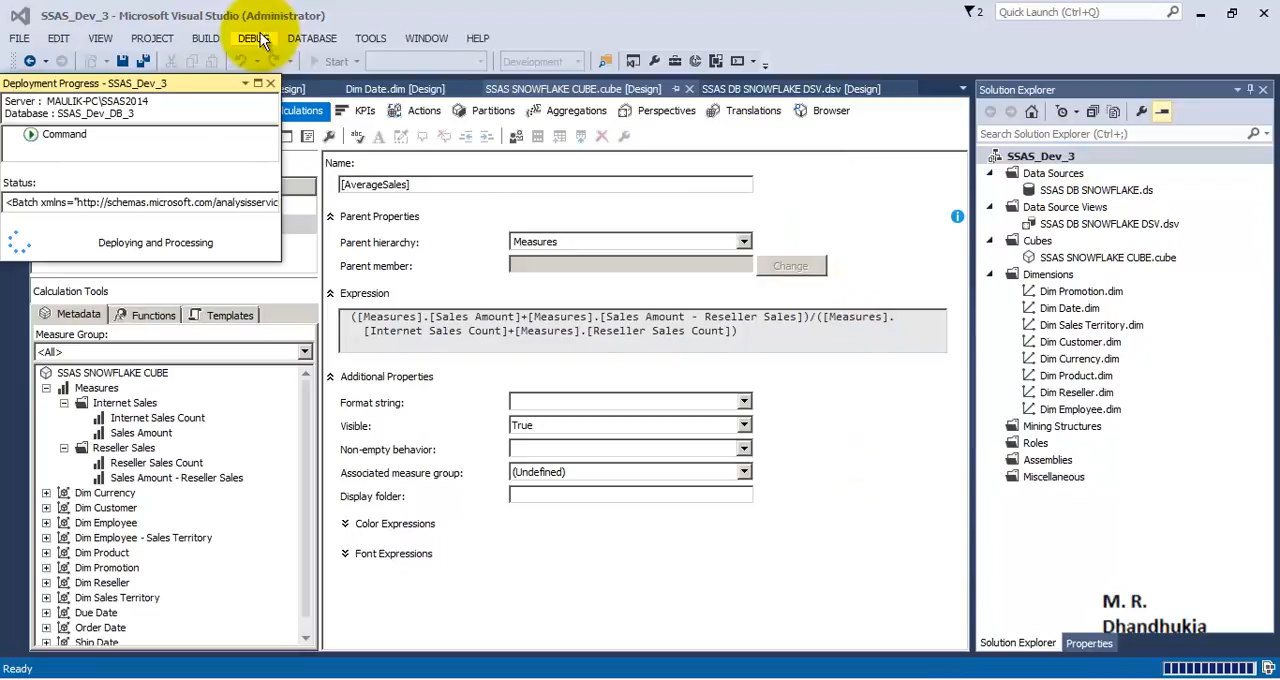 SSAS_Dev_3 - Microsoft Visual Studio (Administrator)
2
Quick Launch (Ctrl+Q)
FILE EDIT VIEW PROJECT BUILD DEBUG DATABASE TOOLS WINDOW HELP
Start
Development
Deployment Progress - SSAS_Dev_3
Server : MAULIK-PC\SSAS2014
Database : SSAS_Dev_DB_3
Command
Status:
<Batch xmlns="http://schemas.microsoft.com/analysisservic
Deploying and Processing
Dim Date.dim [Design]
SSAS SNOWFLAKE CUBE.cube [Design]
SSAS DB SNOWFLAKE DSV.dsv [Design]
KPIs Actions Partitions Aggregations Perspectives Translations Browser
Name:
[AverageSales]
Parent Properties
Parent hierarchy: Measures
Parent member: Change
Expression
([Measures].[Sales Amount]+[Measures].[Sales Amount - Reseller Sales])/([Measures].
[Internet Sales Count]+[Measures].[Reseller Sales Count])
Additional Properties
Format string:
Visible: True
Non-empty behavior:
Associated measure group: (Undefined)
Display folder:
Color Expressions
Font Expressions
Calculation Tools
Metadata Functions Templates
Measure Group:
<All>
SSAS SNOWFLAKE CUBE
Measures
Internet Sales
Internet Sales Count
Sales Amount
Reseller Sales
Reseller Sales Count
Sales Amount - Reseller Sales
Dim Currency
Dim Customer
Dim Employee
Dim Employee - Sales Territory
Dim Product
Dim Promotion
Dim Reseller
Dim Sales Territory
Due Date
Order Date
Ship Date
Solution Explorer
Search Solution Explorer (Ctrl+;)
SSAS_Dev_3
Data Sources
SSAS DB SNOWFLAKE.ds
Data Source Views
SSAS DB SNOWFLAKE DSV.dsv
Cubes
SSAS SNOWFLAKE CUBE.cube
Dimensions
Dim Promotion.dim
Dim Date.dim
Dim Sales Territory.dim
Dim Customer.dim
Dim Currency.dim
Dim Product.dim
Dim Reseller.dim
Dim Employee.dim
Mining Structures
Roles
Assemblies
Miscellaneous
M. R.
Dhandhukia
Solution Explorer Properties
Ready